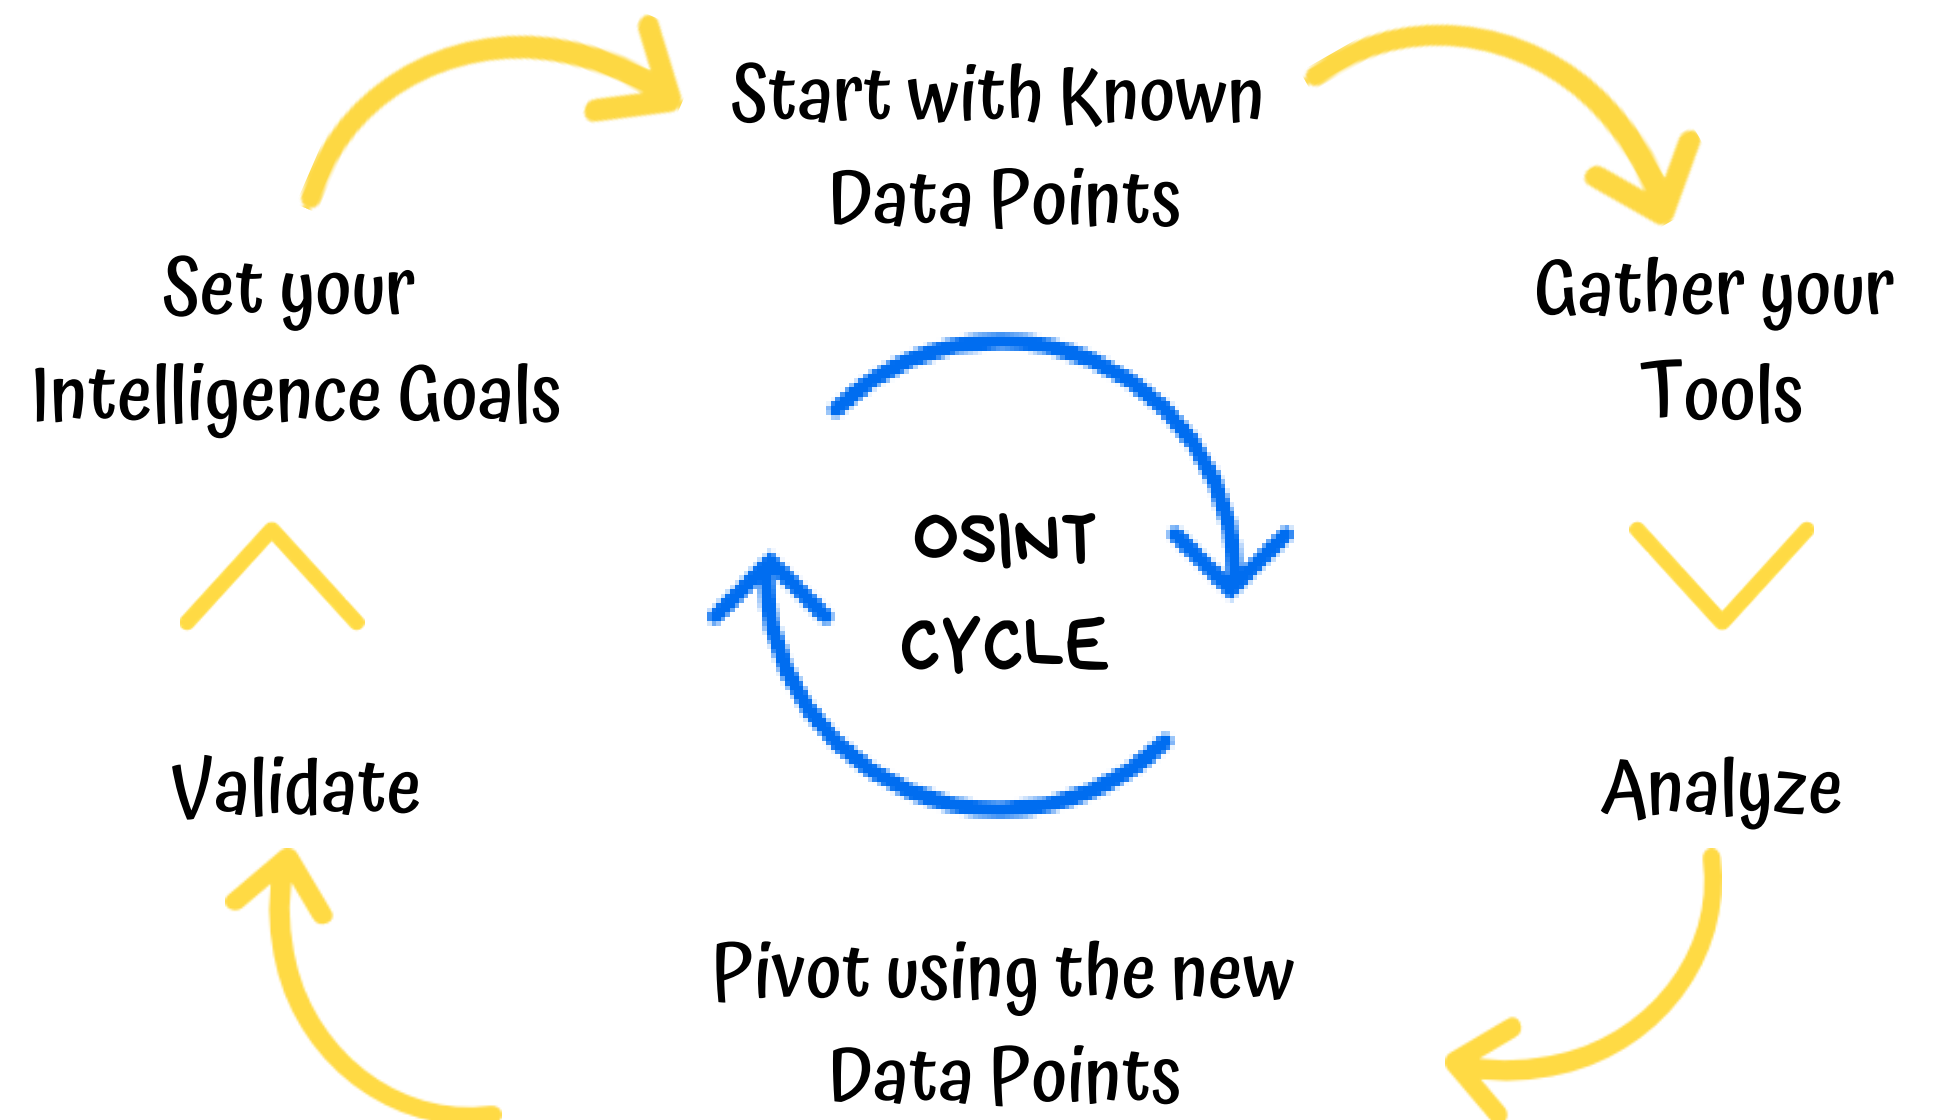 Start with Known
Data Points
Set your
Intelligence Goals
Gather your
Tools
OSINT
CYCLE
Validate
Analyze
Pivot using the new
Data Points